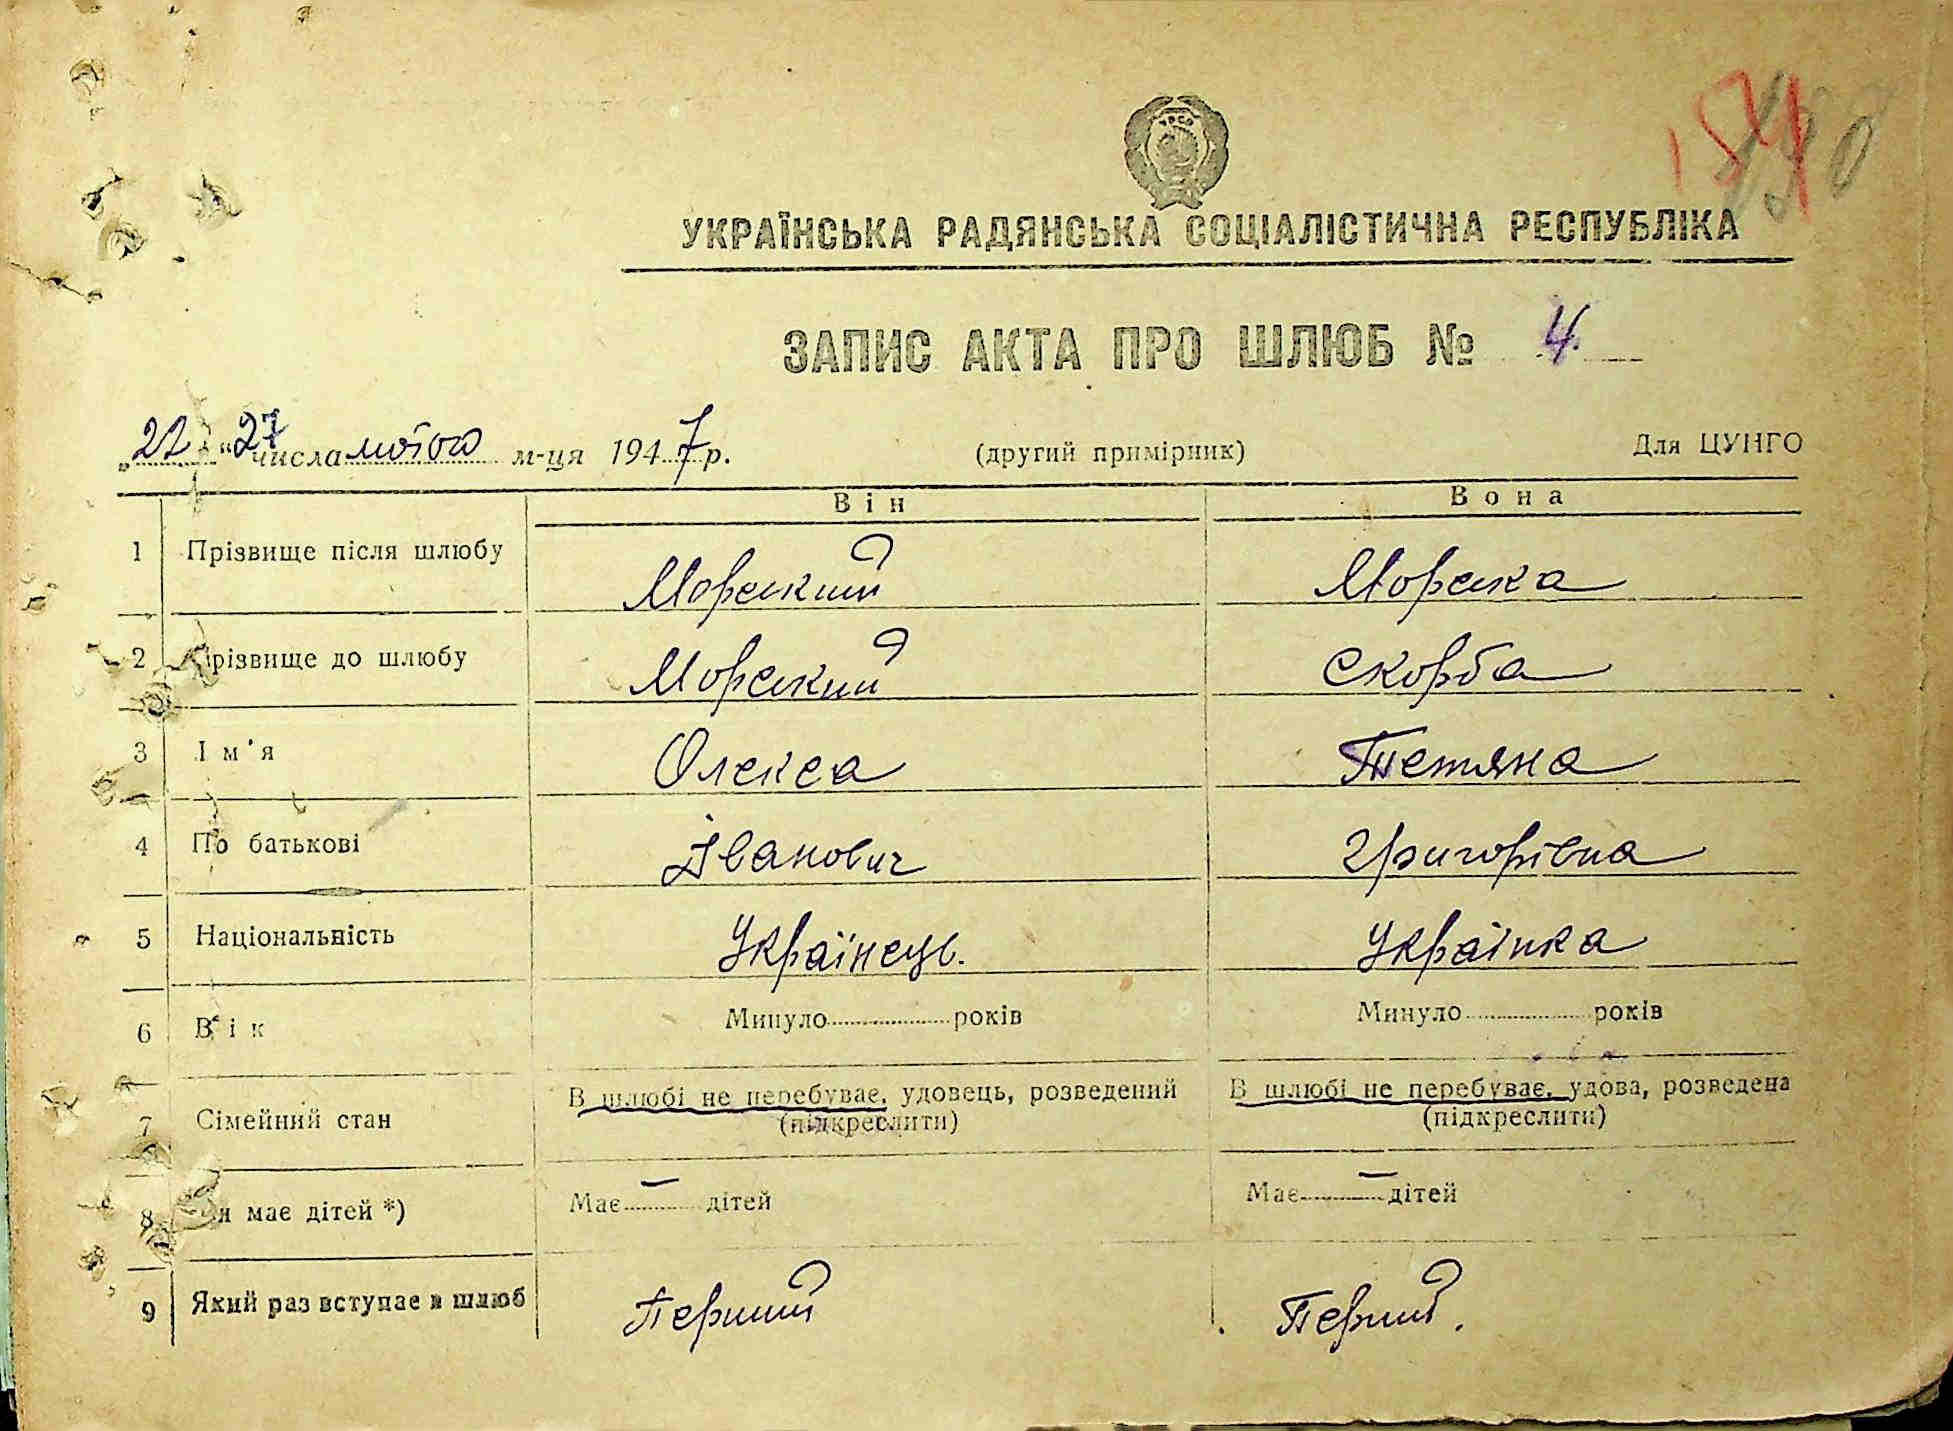 154
УКРАЇНСЬКА РАДЯНСЬКА СОЦІАЛІСТИЧНА РЕСПУБЛІКА
ЗАПИС АКТА ПРО ШЛЮБ № 4.
„22 “ 27 числа лютого м-ця 1947 р. (другий примірник) Для ЦУНГО
Він Вона
1 Прізвище після шлюбу Морський Морська
2 Прізвище до шлюбу Морський Скорба
3 Ім'я Олекса Тетяна
4 По батькові Іванович Григорівна
5 Національність Українець. Українка
6 Вік Минуло років Минуло років
7 Сімейний стан В шлюбі не перебуває, удовець, розведений (підкреслити) В шлюбі не перебуває, удова, розведена (підкреслити)
8 має дітей *) Має — дітей Має — дітей
9 Який раз вступає в шлюб Перший Перший.